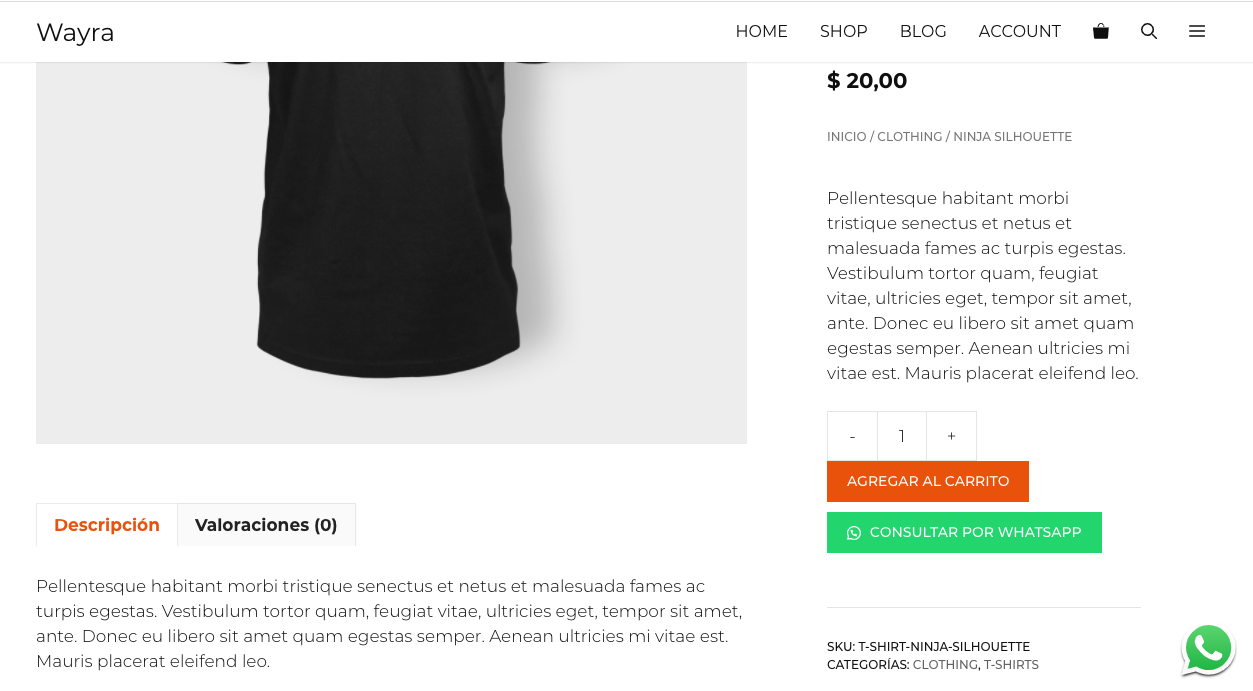 Wayra
HOME SHOP BLOG ACCOUNT
$ 20,00
INICIO / CLOTHING / NINJA SILHOUETTE
Pellentesque habitant morbi
tristique senectus et netus et
malesuada fames ac turpis egestas.
Vestibulum tortor quam, feugiat
vitae, ultricies eget, tempor sit amet,
ante. Donec eu libero sit amet quam
egestas semper. Aenean ultricies mi
vitae est. Mauris placerat eleifend leo.
- 1 +
AGREGAR AL CARRITO
CONSULTAR POR WHATSAPP
SKU: T-SHIRT-NINJA-SILHOUETTE
CATEGORÍAS: CLOTHING, T-SHIRTS
Descripción Valoraciones (0)
Pellentesque habitant morbi tristique senectus et netus et malesuada fames ac
turpis egestas. Vestibulum tortor quam, feugiat vitae, ultricies eget, tempor sit amet,
ante. Donec eu libero sit amet quam egestas semper. Aenean ultricies mi vitae est.
Mauris placerat eleifend leo.